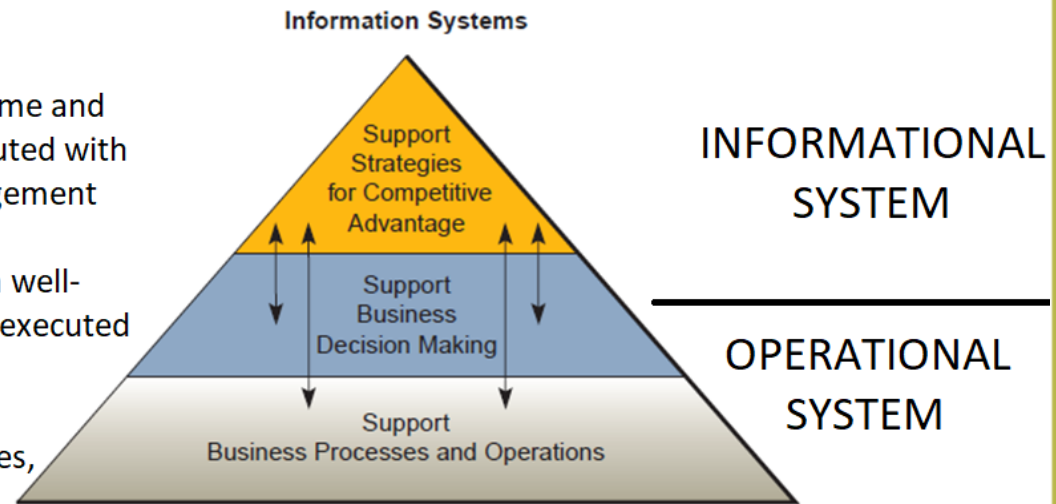 Information Systems
me and
uted with
gement
well-
executed
es,
Support
Strategies
for Competitive
Advantage
Support
Business
Decision Making
Support
Business Processes and Operations
INFORMATIONAL
SYSTEM
OPERATIONAL
SYSTEM